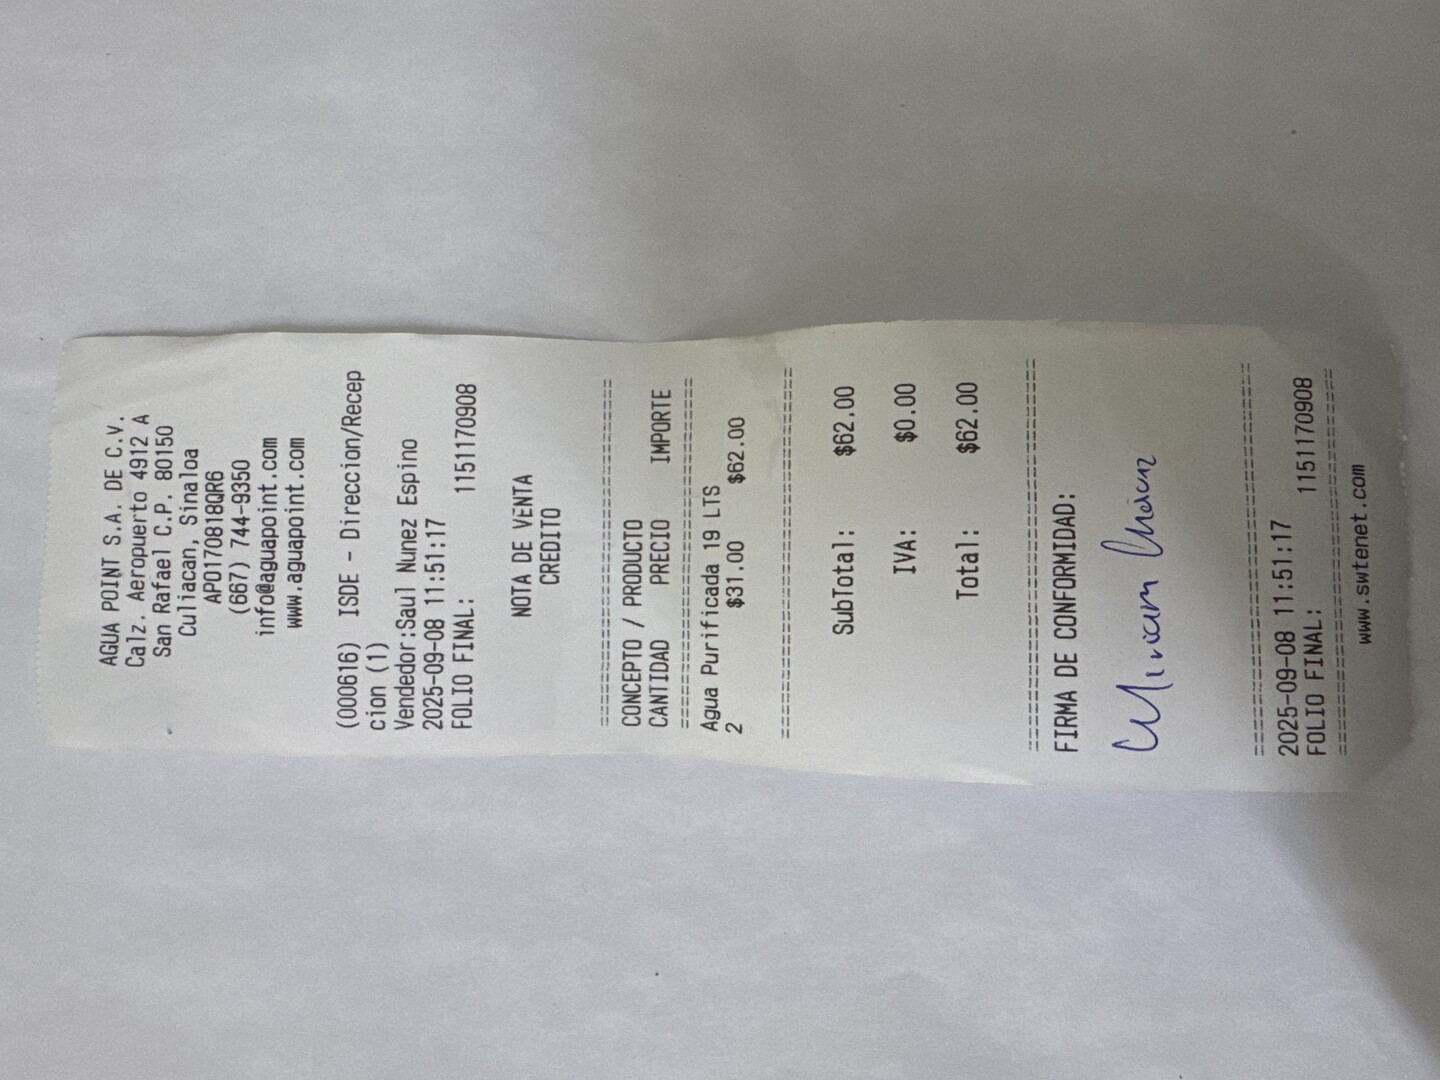 AGUA POINT S.A. DE C.V.
Calz. Aeropuerto 4912 A
San Rafael C.P. 80150
Culiacan, Sinaloa
APO170818QR6
(667) 744-9350
info@aguapoint.com
www.aguapoint.com
(000616) ISDE - Direccion/Recep
cion (1)
Vendedor:Saul Nunez Espino
2025-09-08 11:51:17
FOLIO FINAL: 1151170908
NOTA DE VENTA
CREDITO
===============================
CONCEPTO / PRODUCTO
CANTIDAD PRECIO IMPORTE
===============================
Agua Purificada 19 LTS
2 $31.00 $62.00
===============================
SubTotal: $62.00
IVA: $0.00
Total: $62.00
===============================
FIRMA DE CONFORMIDAD:
Miriam
===============================
2025-09-08 11:51:17
FOLIO FINAL: 1151170908
===============================
www.swtenet.com